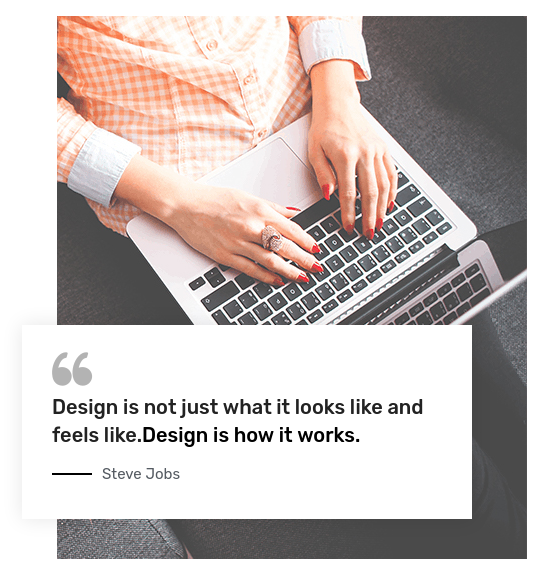 Design is not just what it looks like and
feels like.Design is how it works.
Steve Jobs